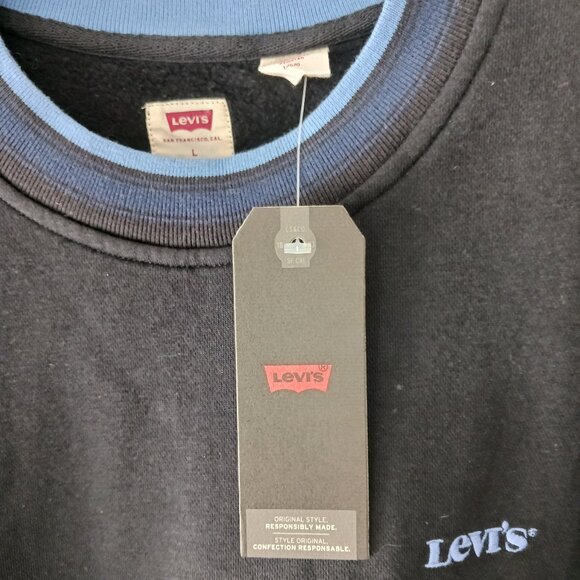 LEVI'S
SAN FRANCISCO, CAL.
L
LS&CO.
SF CAL
LEVI'S®
ORIGINAL STYLE.
RESPONSIBLY MADE.
STYLE ORIGINAL.
CONFECTION RESPONSABLE.
LEVI'S®